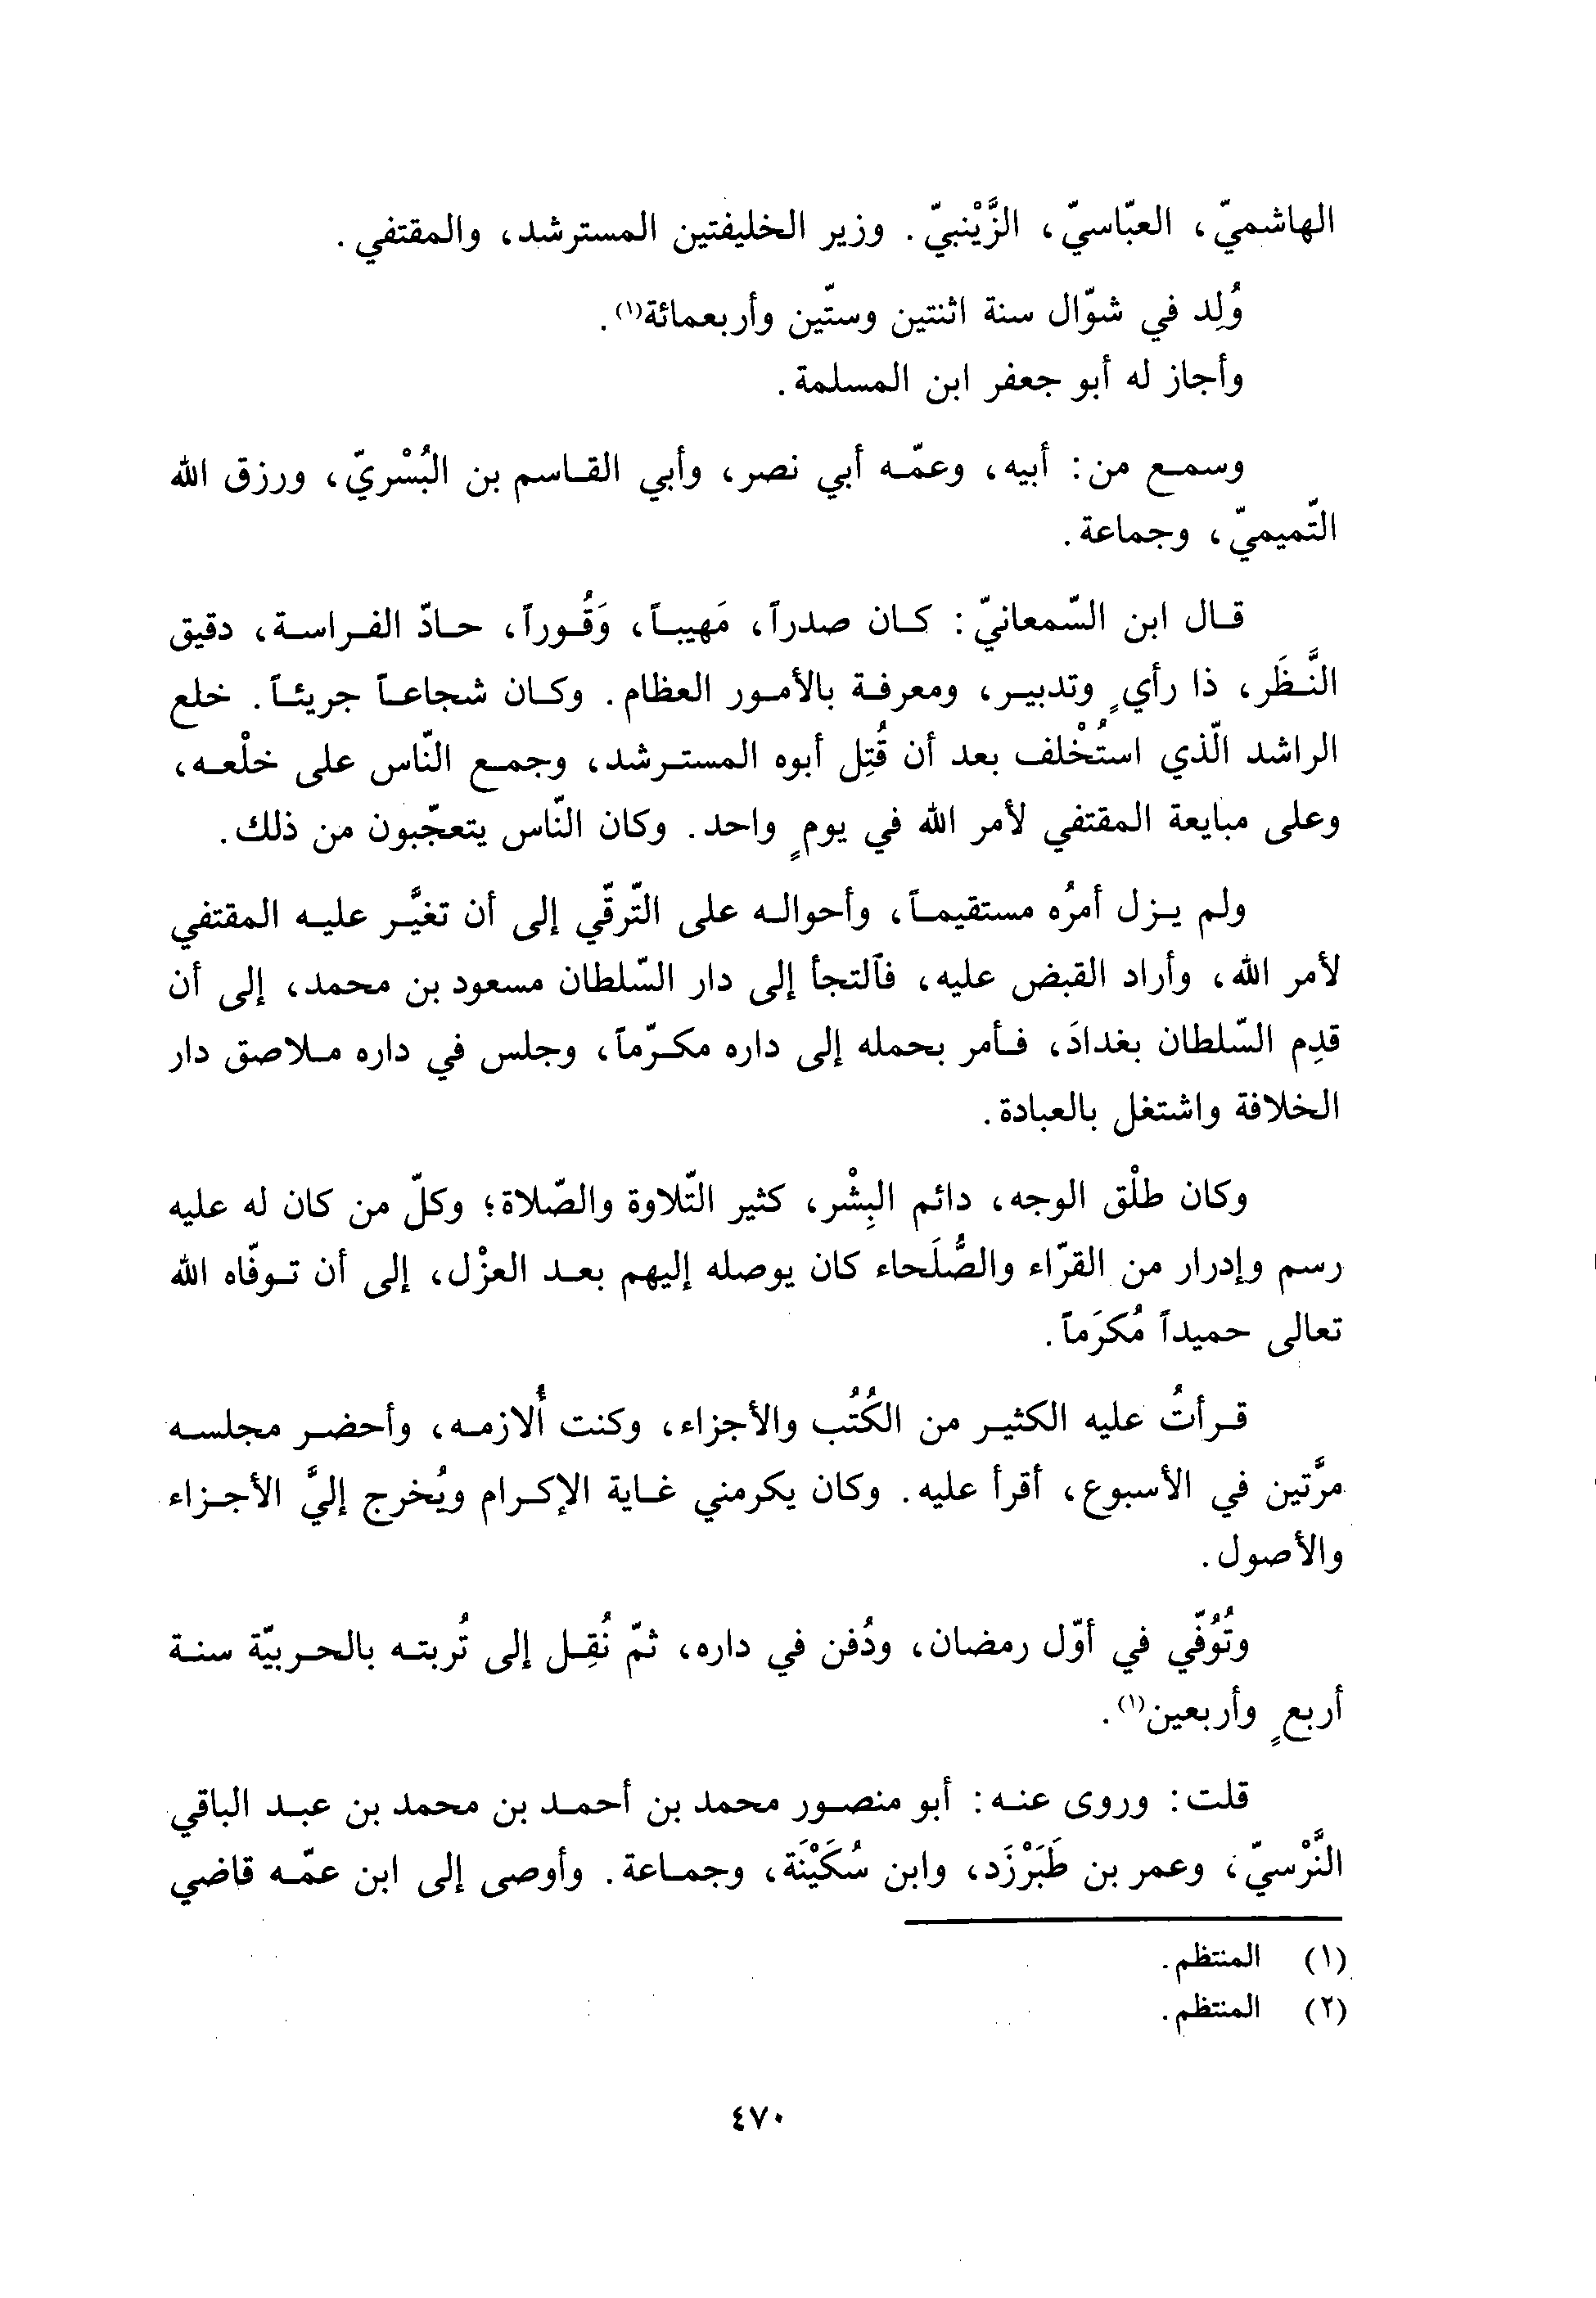 الهاشميّ، العبّاسيّ، الزَّيْنبيّ. وزير الخليفتين المسترشد، والمقتفي.
وُلِد في شوّال سنة اثنتين وستّين وأربعمائة(١).
وأجاز له أبو جعفر ابن المسلمة.
وسمع من: أبيه، وعمّه أبي نصر، وأبي القاسم بن البُسْريّ، ورزق الله
التّميميّ، وجماعة.
قال ابن السّمعانيّ: كان صدراً، مَهيباً، وَقُوراً، حادّ الفراسة، دقيق
النَّظَر، ذا رأيٍ وتدبير، ومعرفة بالأمور العظام. وكان شجاعاً جريئاً. خلع
الراشد الّذي استُخْلف بعد أن قُتِل أبوه المسترشد، وجمع النّاس على خلْعه،
وعلى مبايعة المقتفي لأمر الله في يومٍ واحد. وكان النّاس يتعجّبون من ذلك.
ولم يزل أمرُه مستقيماً، وأحواله على التّرقّي إلى أن تغيَّر عليه المقتفي
لأمر الله، وأراد القبض عليه، فآلتجأ إلى دار السّلطان مسعود بن محمد، إلى أن
قدِم السّلطان بغدادَ، فأمر بحمله إلى داره مكرّماً، وجلس في داره ملاصق دار
الخلافة واشتغل بالعبادة.
وكان طلْق الوجه، دائم البِشْر، كثير التّلاوة والصّلاة؛ وكلّ من كان له عليه
رسم وإدرار من القرّاء والصُّلَحاء كان يوصله إليهم بعد العزْل، إلى أن توفّاه الله
تعالى حميداً مُكرَماً.
قرأتُ عليه الكثير من الكُتُب والأجزاء، وكنت أُلازمه، وأحضر مجلسه
مرَّتين في الأسبوع، أقرأ عليه. وكان يكرمني غاية الإكرام ويُخرج إليَّ الأجزاء
والأصول.
وتُوُفّي في أوّل رمضان، ودُفن في داره، ثمّ نُقِل إلى تُربته بالحربيّة سنة
أربعٍ وأربعين(١).
قلت: وروى عنه: أبو منصور محمد بن أحمد بن محمد بن عبد الباقي
النَّرْسيّ، وعمر بن طَبَرْزَد، وابن سُكَيْنَة، وجماعة. وأوصى إلى ابن عمّه قاضي
(١) المنتظم.
(٢) المنتظم.
٤٧٠